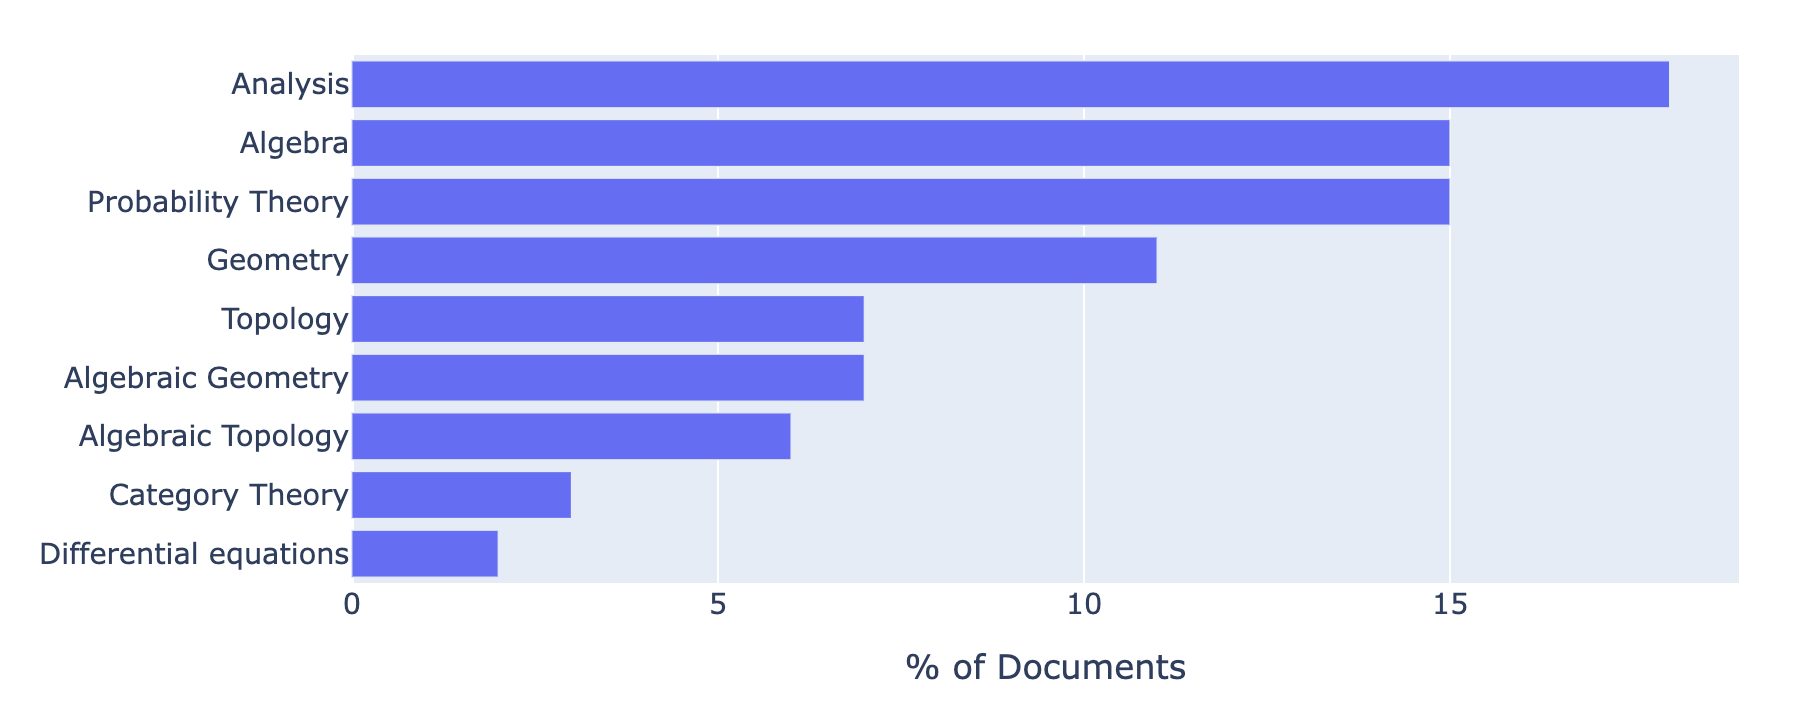 Analysis
Algebra
Probability Theory
Geometry
Topology
Algebraic Geometry
Algebraic Topology
Category Theory
Differential equations
0 5 10 15
% of Documents